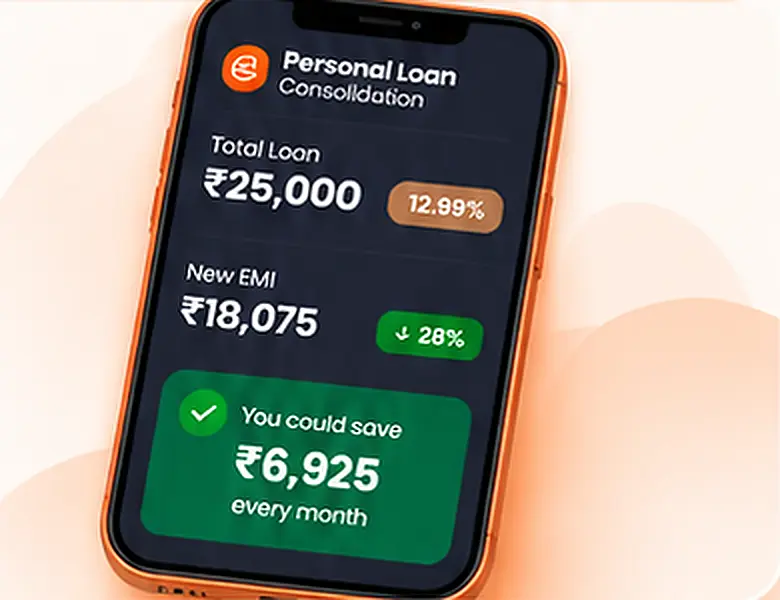 Personal Loan
Consolldation
Total Loan
₹25,000
12.99%
New EMI
₹18,075
↓ 28%
You could save
₹6,925
every month